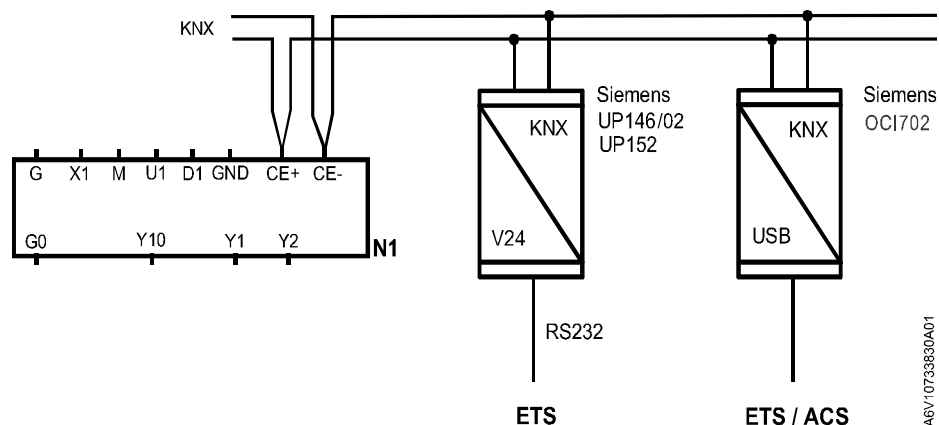 KNX
Siemens
UP146/02
UP152
Siemens
OCI702
KNX
KNX
G X1 M U1 D1 GND CE+ CE-
G0 Y10 Y1 Y2
N1
V24
USB
RS232
ETS
ETS / ACS
A6V10733830A01